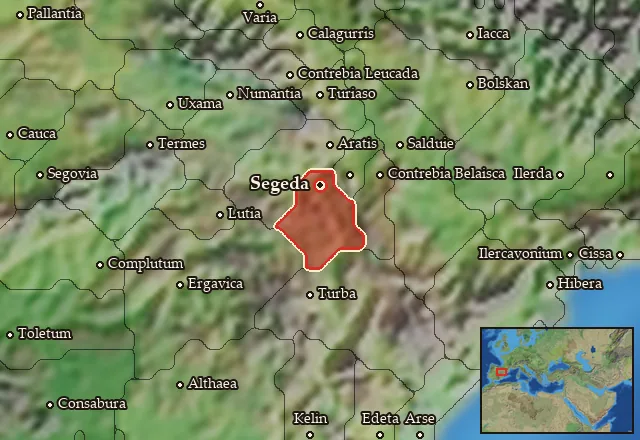 Pallantia
Varia
Calagurris
Iacca
Contrebia Leucada
Bolskan
Uxama
Numantia
Turiaso
Cauca
Termes
Aratis
Salduie
Segovia
Segeda
Contrebia Belaisca
Ilerda
Lutia
Complutum
Ilercavonium
Cissa
Ergavica
Hibera
Turba
Toletum
Althaea
Consabura
Kelin
Edeta
Arse